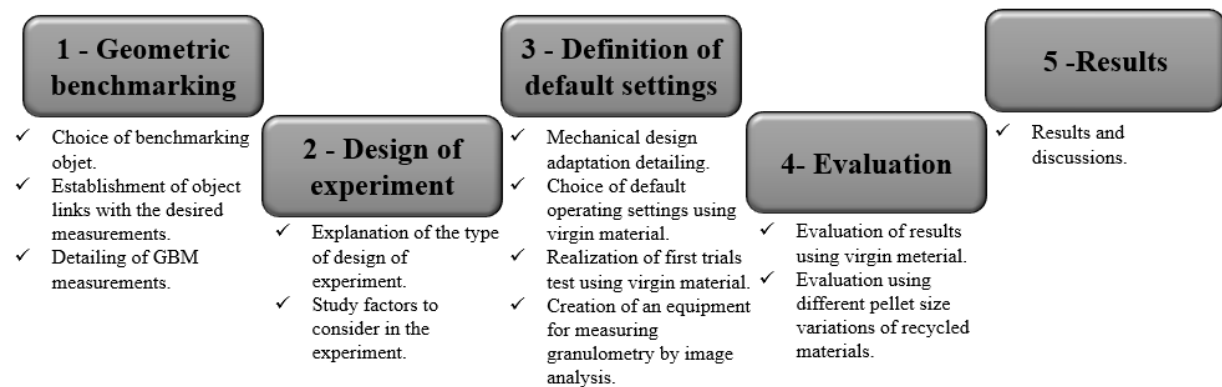 1 - Geometric
benchmarking
✓ Choice of benchmarking
objet.
✓ Establishment of object
links with the desired
measurements.
✓ Detailing of GBM
measurements.
2 - Design of
experiment
✓ Explanation of the type
of design of
experiment.
✓ Study factors to
consider in the
experiment.
3 - Definition of
default settings
✓ Mechanical design
adaptation detailing.
✓ Choice of default
operating settings using
virgin material.
✓ Realization of first trials
test using virgin material.
✓ Creation of an equipment
for measuring
granulometry by image
analysis.
4- Evaluation
✓ Evaluation of results
using virgin meterial.
✓ Evaluation using
different pellet size
variations of recycled
materials.
5 -Results
✓ Results and
discussions.